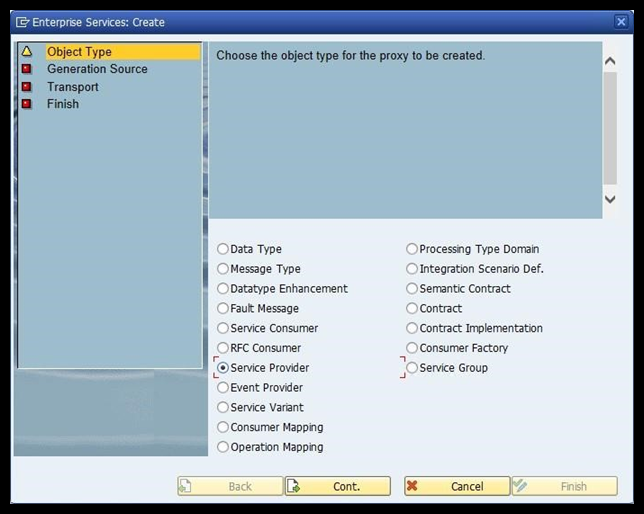 Enterprise Services: Create
Object Type
Generation Source
Transport
Finish
Choose the object type for the proxy to be created.
Data Type
Message Type
Datatype Enhancement
Fault Message
Service Consumer
RFC Consumer
Service Provider
Event Provider
Service Variant
Consumer Mapping
Operation Mapping
Processing Type Domain
Integration Scenario Def.
Semantic Contract
Contract
Contract Implementation
Consumer Factory
Service Group
Back
Cont.
Cancel
Finish